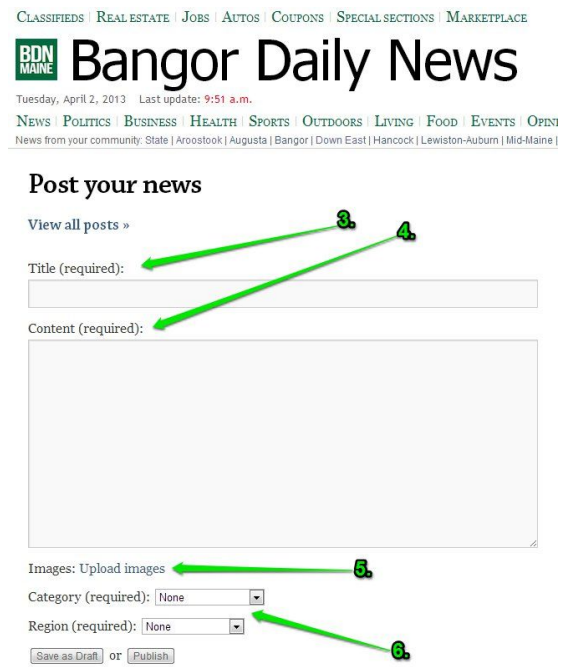 CLASSIFIEDS | REAL ESTATE | JOBS | AUTOS | COUPONS | SPECIAL SECTIONS | MARKETPLACE
BDN MAINE Bangor Daily News
Tuesday, April 2, 2013 Last update: 9:51 a.m.
NEWS | POLITICS | BUSINESS | HEALTH | SPORTS | OUTDOORS | LIVING | FOOD | EVENTS | OPINI
News from your community: State | Aroostook | Augusta | Bangor | Down East | Hancock | Lewiston-Auburn | Mid-Maine |
Post your news
View all posts »
3.
4.
Title (required):
Content (required):
Images: Upload images
5.
Category (required): None
Region (required): None
6.
Save as Draft or Publish